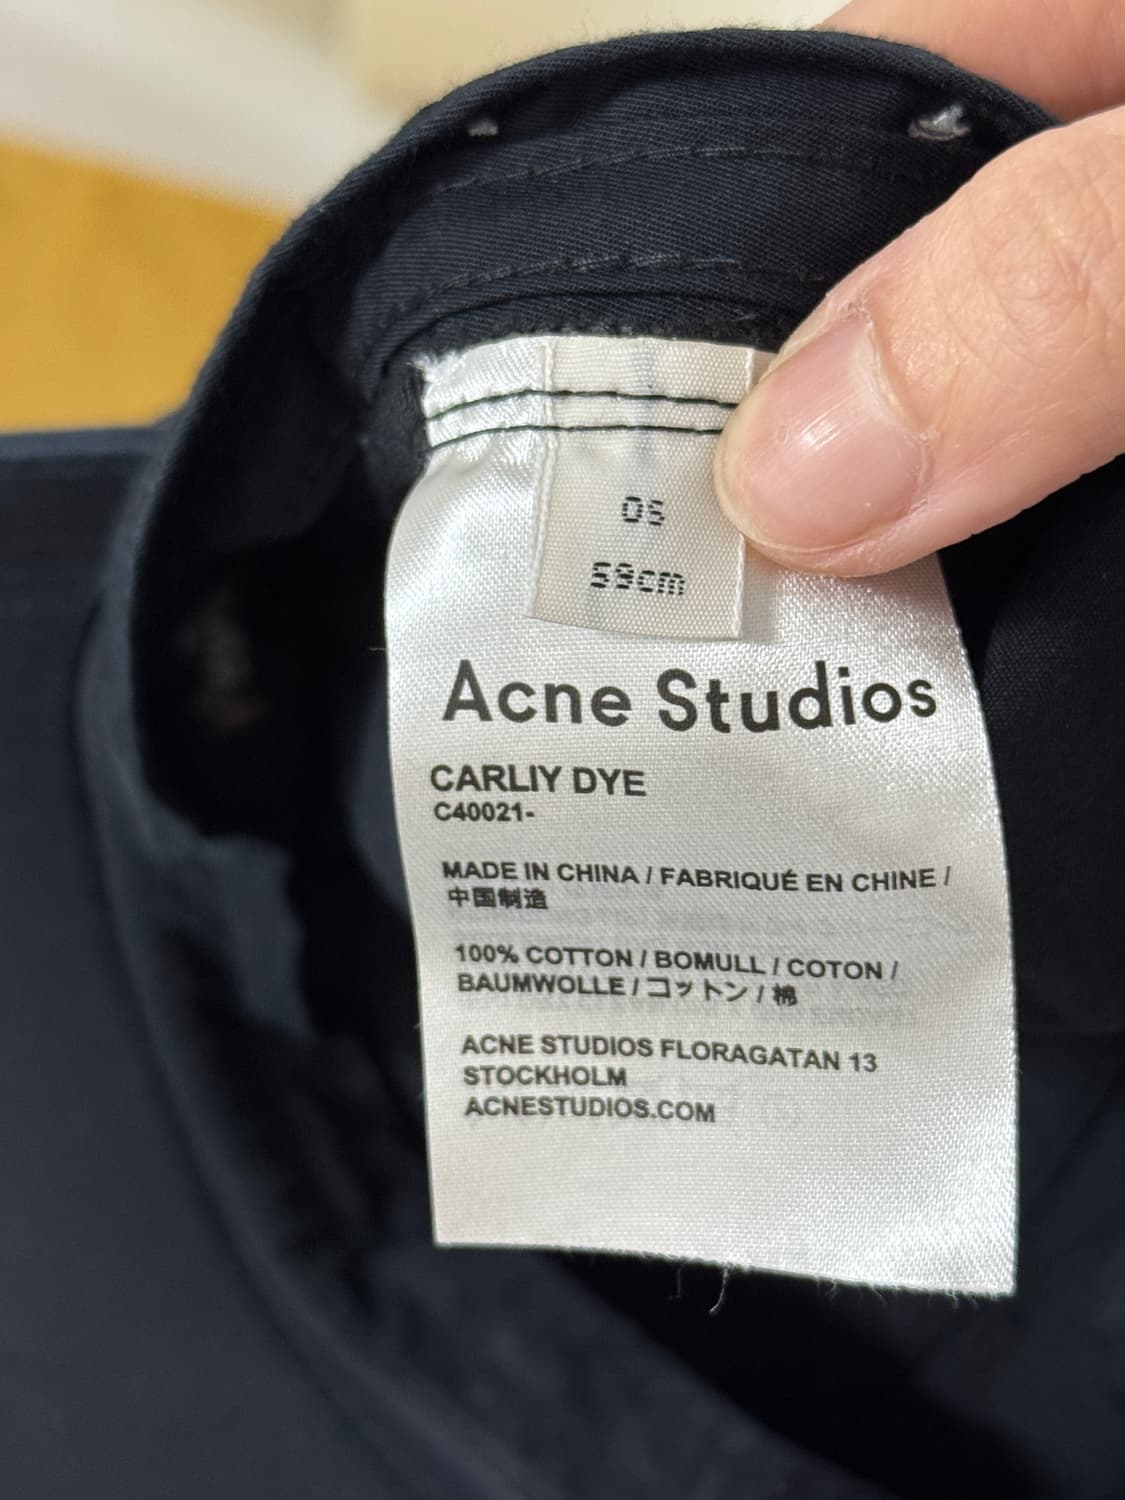 OS
59cm
Acne Studios
CARLIY DYE
C40021-
MADE IN CHINA / FABRIQUÉ EN CHINE /
中国制造
100% COTTON / BOMULL / COTON /
BAUMWOLLE / コットン / 棉
ACNE STUDIOS FLORAGATAN 13
STOCKHOLM
ACNESTUDIOS.COM